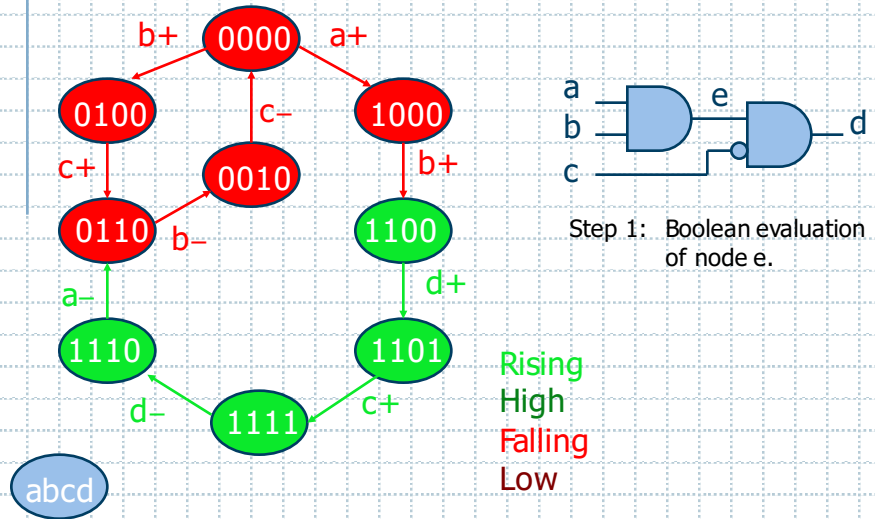 b+
0000
a+
0100
1000
c–
c+
0010
b+
0110
b–
1100
a–
d+
1110
1101
d–
1111
c+
abcd
a
b
c
e
d
Step 1: Boolean evaluation
of node e.
Rising
High
Falling
Low